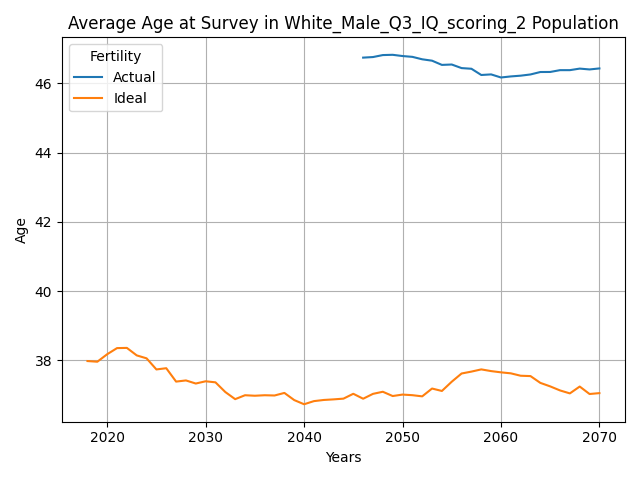 Average Age at Survey in White_Male_Q3_IQ_scoring_2 Population
Fertility
Actual
Ideal
Age
46
44
42
40
38
2020
2030
2040
2050
2060
2070
Years